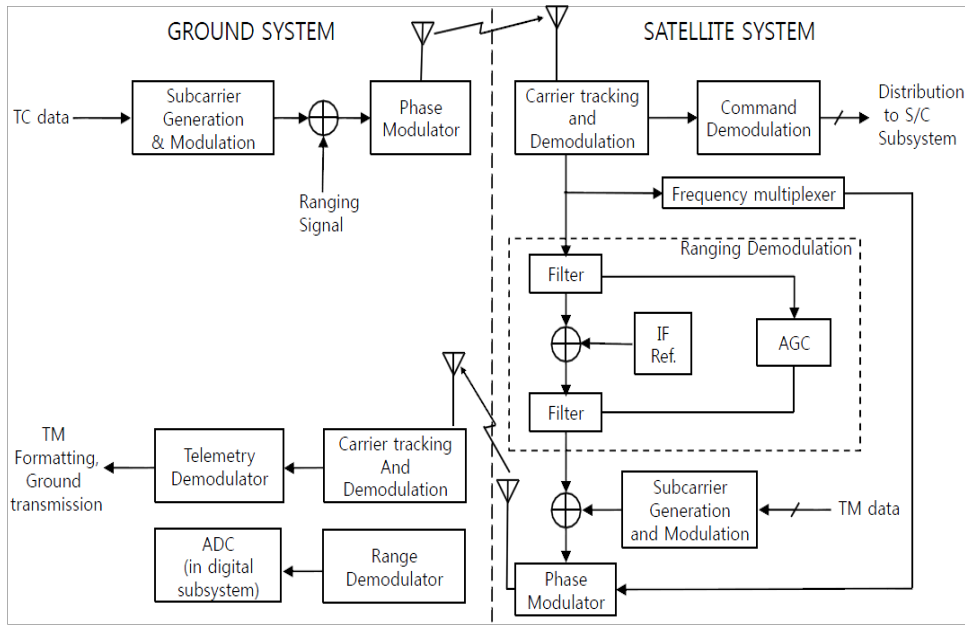 GROUND SYSTEM
SATELLITE SYSTEM
TC data
Subcarrier
Generation
& Modulation
Phase
Modulator
Ranging
Signal
Carrier tracking
and
Demodulation
Command
Demodulation
Distribution
to S/C
Subsystem
Frequency multiplexer
Ranging Demodulation
Filter
IF
Ref.
AGC
Filter
TM
Formatting,
Ground
transmission
Telemetry
Demodulator
Carrier tracking
And
Demodulation
Subcarrier
Generation
and Modulation
TM data
ADC
(in digital
subsystem)
Range
Demodulator
Phase
Modulator